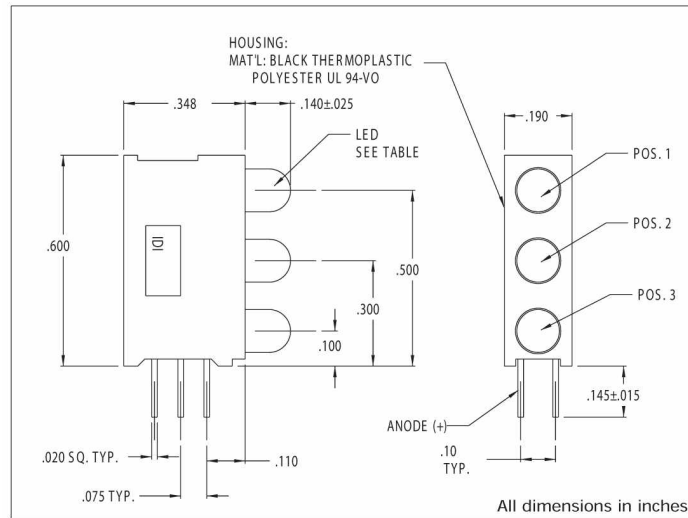 HOUSING:
MAT'L: BLACK THERMOPLASTIC
POLYESTER UL 94-VO
.348
.140±.025
.190
LED
SEE TABLE
POS. 1
.600
IDI
POS. 2
.500
.300
POS. 3
.100
.145±.015
ANODE (+)
.020 SQ. TYP.
.110
.10
TYP.
.075 TYP.
All dimensions in inches